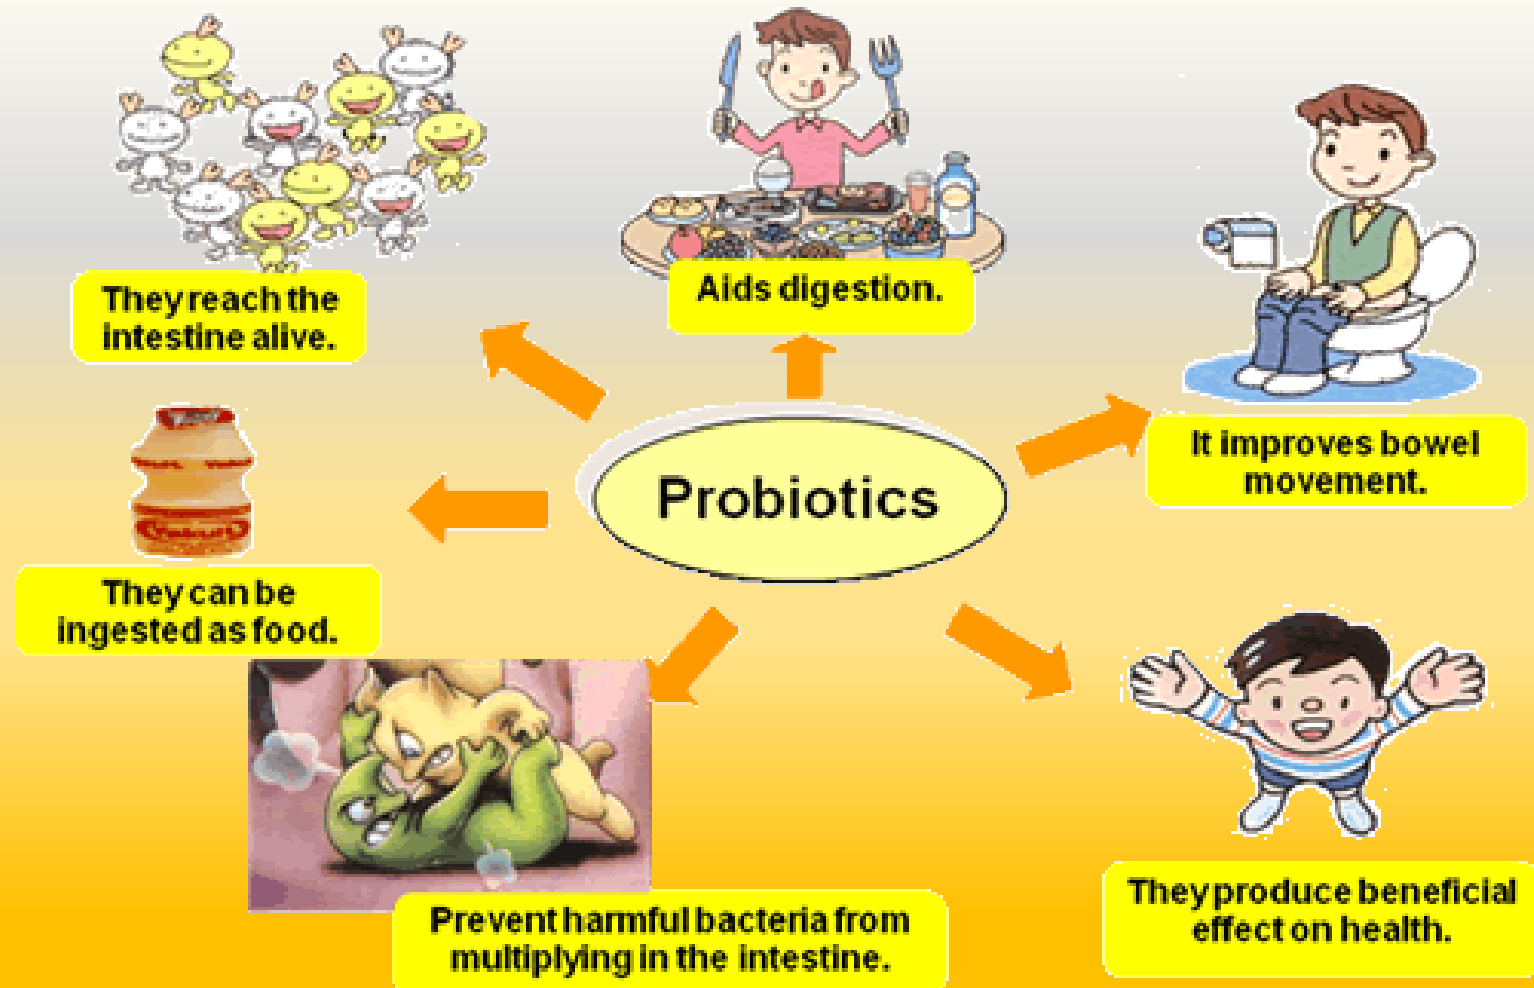 They reach the
intestine alive.
Aids digestion.
It improves bowel
movement.
Probiotics
Yakult
They can be
ingested as food.
Prevent harmful bacteria from
multiplying in the intestine.
They produce beneficial
effect on health.